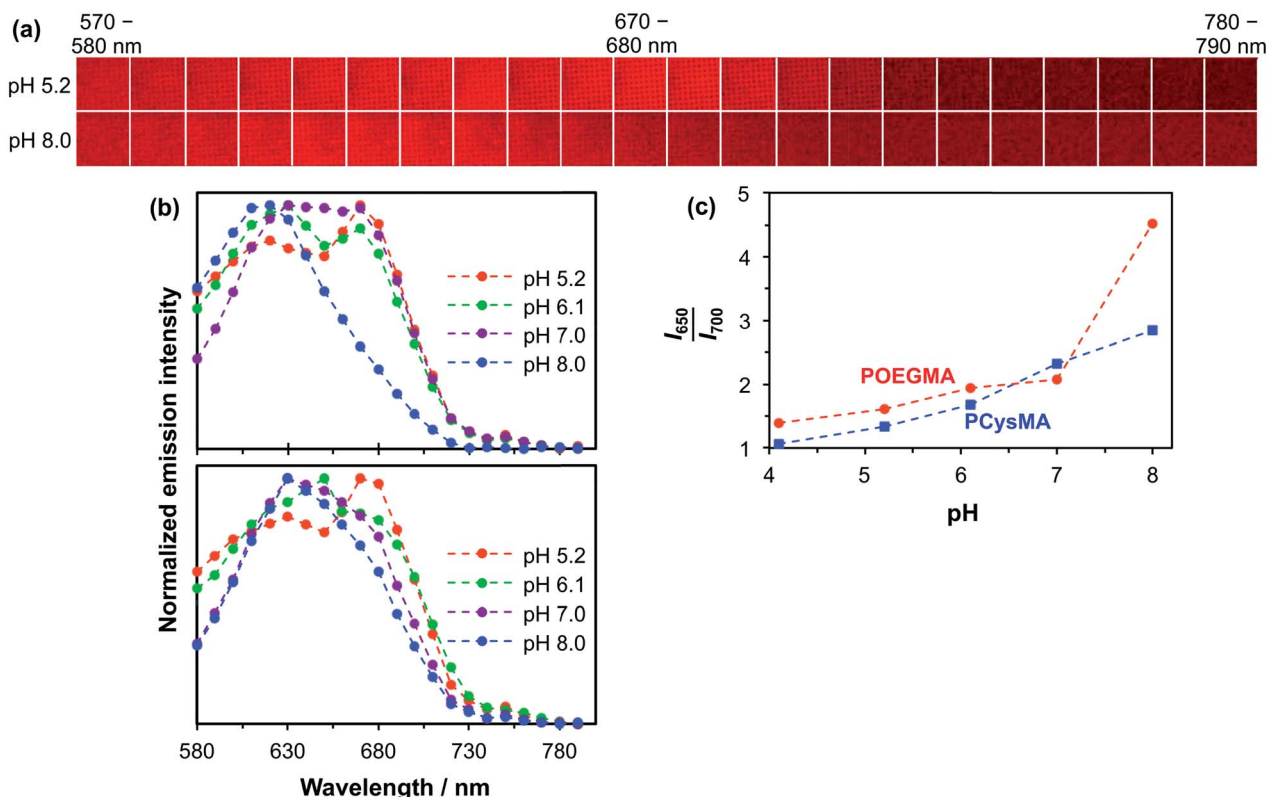 (a)
570 –
580 nm
670 –
680 nm
780 –
790 nm
pH 5.2
pH 8.0
(b)
Normalized emission intensity
pH 5.2
pH 6.1
pH 7.0
pH 8.0
pH 5.2
pH 6.1
pH 7.0
pH 8.0
580 630 680 730 780
Wavelength / nm
(c)
I650
I700
5
4
3
2
1
POEGMA
PCysMA
4 5 6 7 8
pH